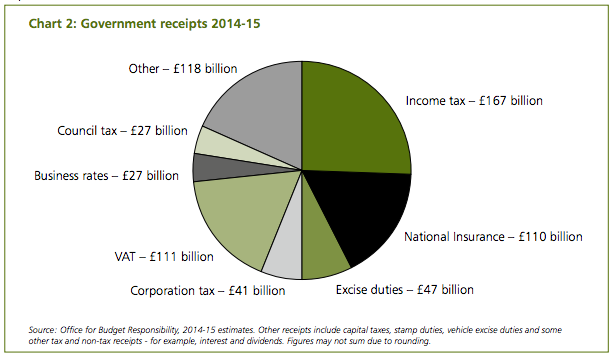 Chart 2: Government receipts 2014-15
Other – £118 billion
Income tax – £167 billion
Council tax – £27 billion
Business rates – £27 billion
National Insurance – £110 billion
VAT – £111 billion
Corporation tax – £41 billion
Excise duties – £47 billion
Source: Office for Budget Responsibility, 2014-15 estimates. Other receipts include capital taxes, stamp duties, vehicle excise duties and some
other tax and non-tax receipts - for example, interest and dividends. Figures may not sum due to rounding.